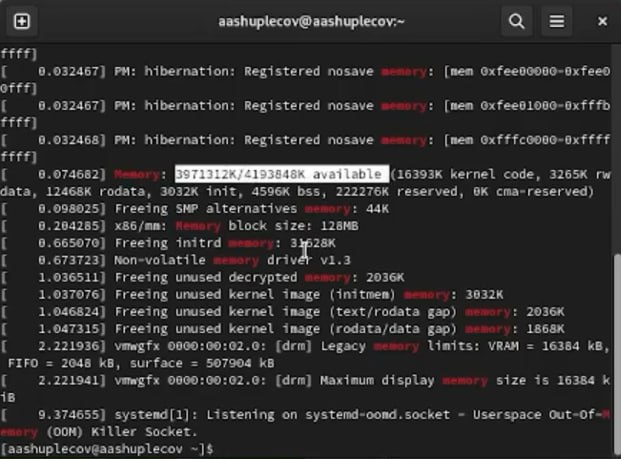 aashuplecov@aashuplecov:~
ffff]
[    0.032467] PM: hibernation: Registered nosave memory: [mem 0xfee00000-0xfee0
0fff]
[    0.032467] PM: hibernation: Registered nosave memory: [mem 0xfee01000-0xfffb
ffff]
[    0.032468] PM: hibernation: Registered nosave memory: [mem 0xfffc0000-0xffff
ffff]
[    0.074682] Memory: 3971312K/4193848K available (16393K kernel code, 3265K rw
data, 12468K rodata, 3032K init, 4596K bss, 222276K reserved, 0K cma-reserved)
[    0.098025] Freeing SMP alternatives memory: 44K
[    0.204285] x86/mm: Memory block size: 128MB
[    0.665070] Freeing initrd memory: 31628K
[    0.673723] Non-volatile memory driver v1.3
[    1.036511] Freeing unused decrypted memory: 2036K
[    1.037076] Freeing unused kernel image (initmem) memory: 3032K
[    1.046824] Freeing unused kernel image (text/rodata gap) memory: 2036K
[    1.047315] Freeing unused kernel image (rodata/data gap) memory: 1868K
[    2.221936] vmwgfx 0000:00:02.0: [drm] Legacy memory limits: VRAM = 16384 kB,
 FIFO = 2048 kB, surface = 507904 kB
[    2.221941] vmwgfx 0000:00:02.0: [drm] Maximum display memory size is 16384 k
iB
[    9.374655] systemd[1]: Listening on systemd-oomd.socket - Userspace Out-Of-M
emory (OOM) Killer Socket.
[aashuplecov@aashuplecov ~]$